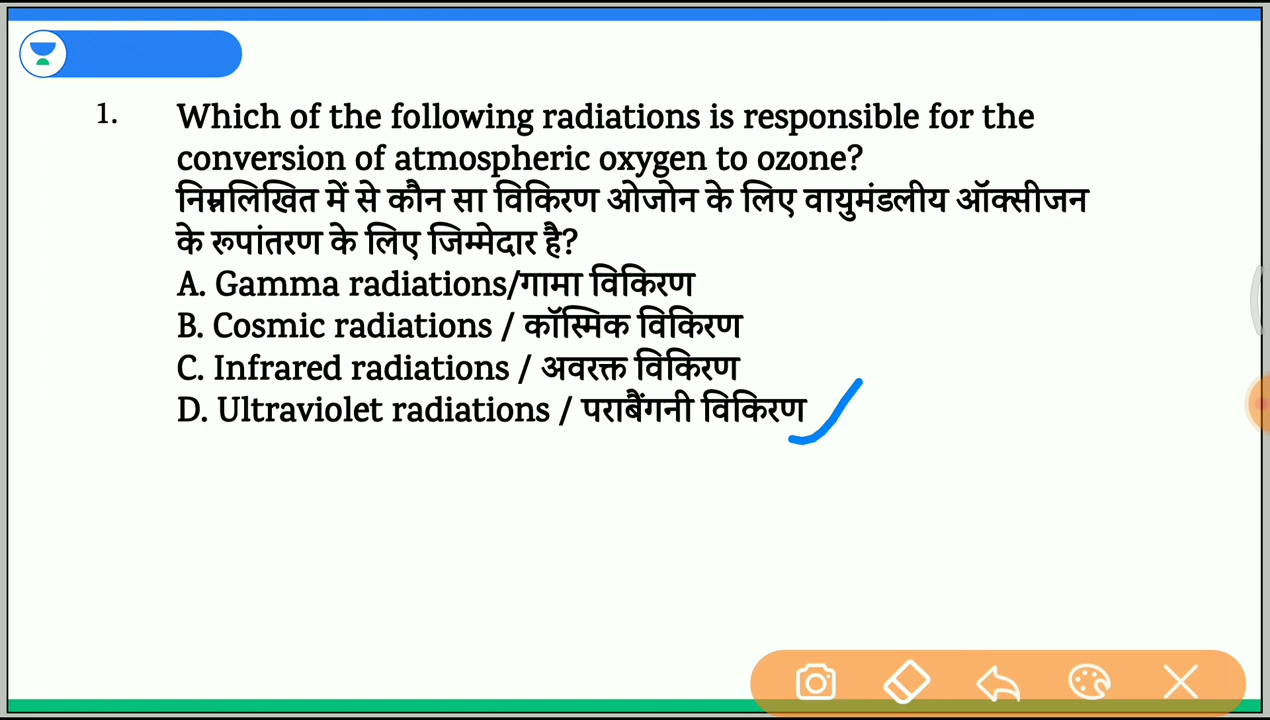 1. Which of the following radiations is responsible for the
conversion of atmospheric oxygen to ozone?
निम्नलिखित में से कौन सा विकिरण ओजोन के लिए वायुमंडलीय ऑक्सीजन
के रूपांतरण के लिए जिम्मेदार है?
A. Gamma radiations/गामा विकिरण
B. Cosmic radiations / कॉस्मिक विकिरण
C. Infrared radiations / अवरक्त विकिरण
D. Ultraviolet radiations / पराबैंगनी विकिरण